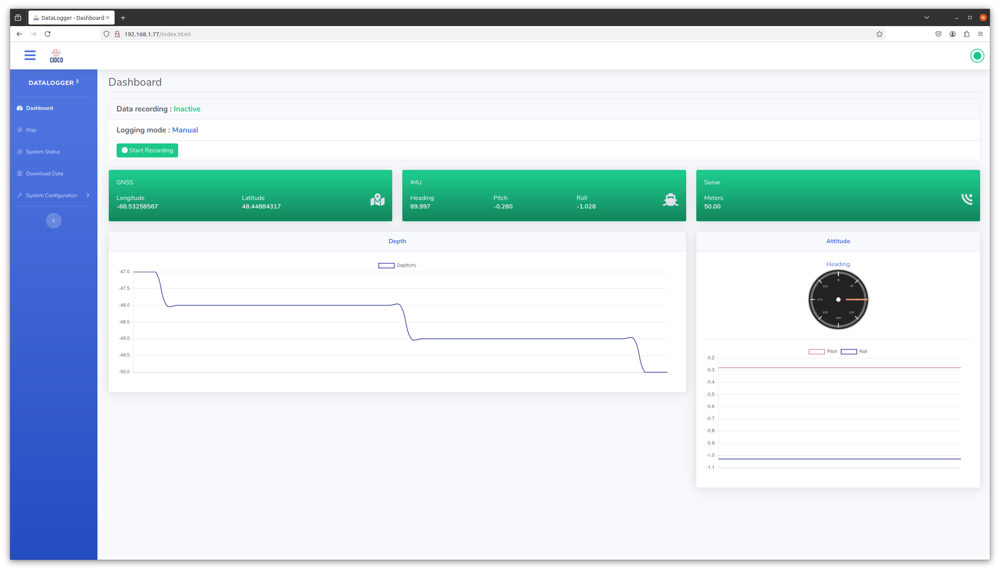 DataLogger - Dashboard
192.168.1.77/index.html
CIDCO
DATALOGGER 2
Dashboard
Map
System Status
Download Data
System Configuration
Dashboard
Data recording : Inactive
Logging mode : Manual
Start Recording
GNSS
Longitude Latitude
-68.53258567 48.44884317
IMU
Heading Pitch Roll
89.997 -0.280 -1.028
Sonar
Meters
50.00
Depth
Depth(m)
-47.0
-47.5
-48.0
-48.5
-49.0
-49.5
-50.0
Attitude
Heading
0
45
135
180
225
270
315
Pitch Roll
-0.2
-0.3
-0.4
-0.5
-0.6
-0.7
-0.8
-0.9
-1.0
-1.1